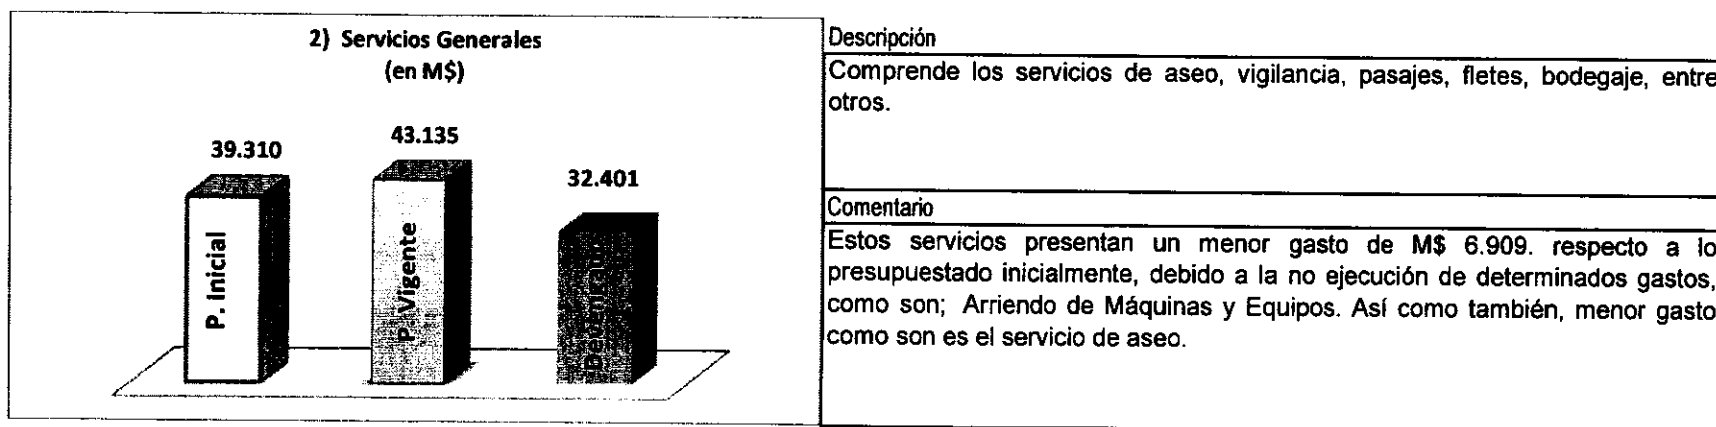 2) Servicios Generales
(en M$)
39.310
43.135
32.401
P. Inicial
P. Vigente
Devengado
Descripción
Comprende los servicios de aseo, vigilancia, pasajes, fletes, bodegaje, entre
otros.
Comentario
Estos servicios presentan un menor gasto de M$ 6.909. respecto a lo
presupuestado inicialmente, debido a la no ejecución de determinados gastos,
como son; Arriendo de Máquinas y Equipos. Así como también, menor gasto
como son es el servicio de aseo.